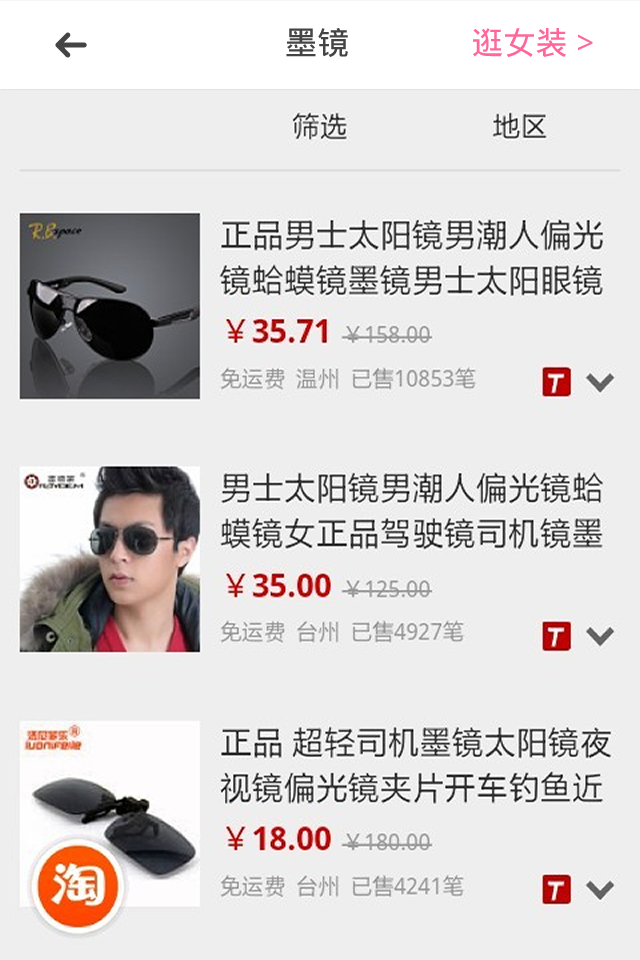 墨镜
逛女装 >
筛选 地区
R.Bspace
正品男士太阳镜男潮人偏光
镜蛤蟆镜墨镜男士太阳眼镜
￥35.71 ￥158.00
免运费 温州 已售10853笔
T
男士太阳镜男潮人偏光镜蛤
蟆镜女正品驾驶镜司机镜墨
￥35.00 ￥125.00
免运费 台州 已售4927笔
T
正品 超轻司机墨镜太阳镜夜
视镜偏光镜夹片开车钓鱼近
￥18.00 ￥180.00
免运费 台州 已售4241笔
T
淘